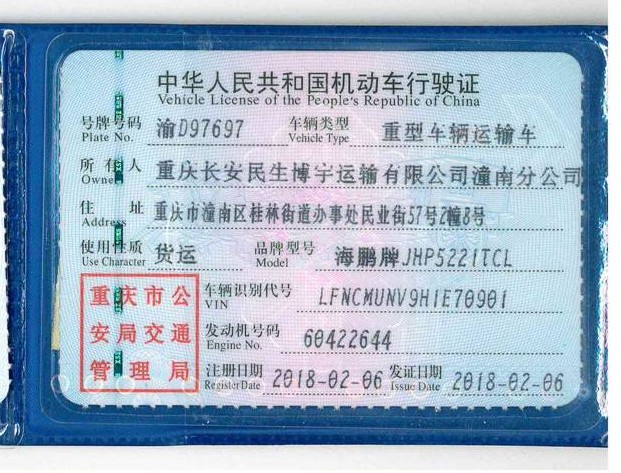 中华人民共和国机动车行驶证
Vehicle License of the People's Republic of China
号牌号码 渝D97697 车辆类型 重型车辆运输车
Plate No. Vehicle Type
所有人 重庆长安民生博宇运输有限公司潼南分公司
Owner
住址 重庆市潼南区桂林街道办事处民业街57号2幢8号
Address
使用性质 货运 品牌型号 海鹏牌JHP5221TCL
Use Character Model
重庆市公
安局交通
管理局
车辆识别代号 LFNCMUNV9H1E70901
VIN
发动机号码 60422644
Engine No.
注册日期 2018-02-06 发证日期 2018-02-06
Register Date Issue Date